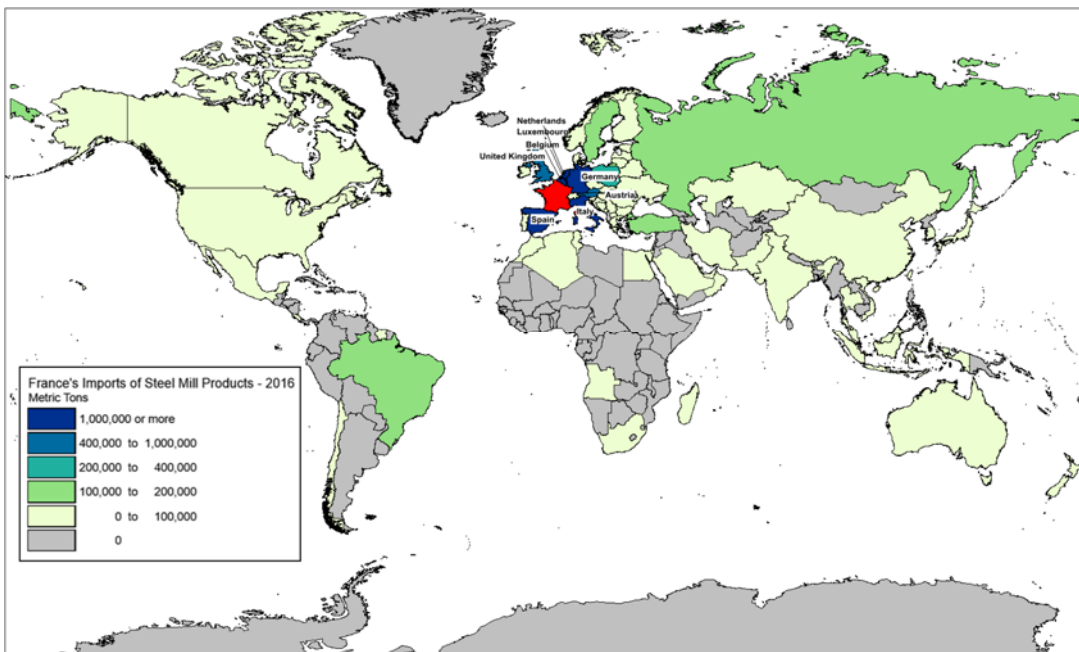 Netherlands
Luxembourg
Belgium
United Kingdom
Germany
Austria
Italy
Spain
France's Imports of Steel Mill Products - 2016
Metric Tons
1,000,000 or more
400,000 to 1,000,000
200,000 to 400,000
100,000 to 200,000
0 to 100,000
0